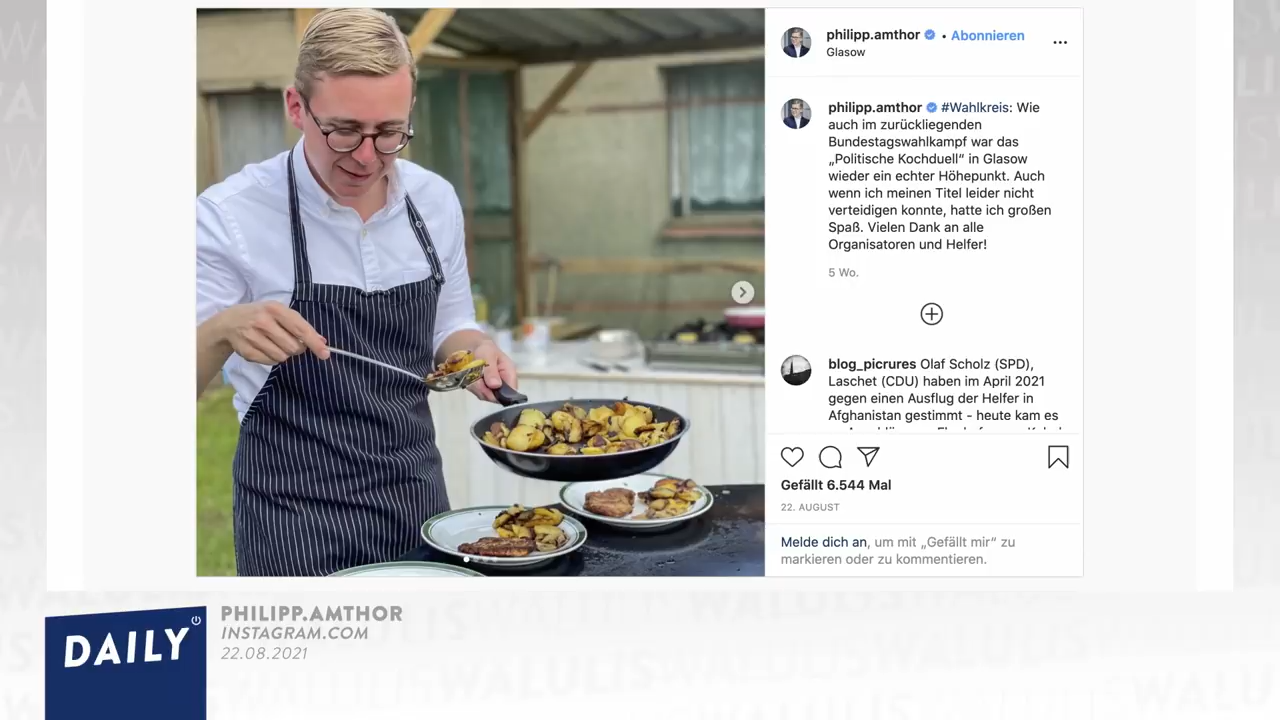 philipp.amthor • Abonnieren
Glasow
philipp.amthor #Wahlkreis: Wie
auch im zurückliegenden
Bundestagswahlkampf war das
„Politische Kochduell“ in Glasow
wieder ein echter Höhepunkt. Auch
wenn ich meinen Titel leider nicht
verteidigen konnte, hatte ich großen
Spaß. Vielen Dank an alle
Organisatoren und Helfer!
5 Wo.
blog_picrures Olaf Scholz (SPD),
Laschet (CDU) haben im April 2021
gegen einen Ausflug der Helfer in
Afghanistan gestimmt - heute kam es
Gefällt 6.544 Mal
22. AUGUST
Melde dich an, um mit „Gefällt mir“ zu
markieren oder zu kommentieren.
DAILY
PHILIPP.AMTHOR
INSTAGRAM.COM
22.08.2021
WALULIS